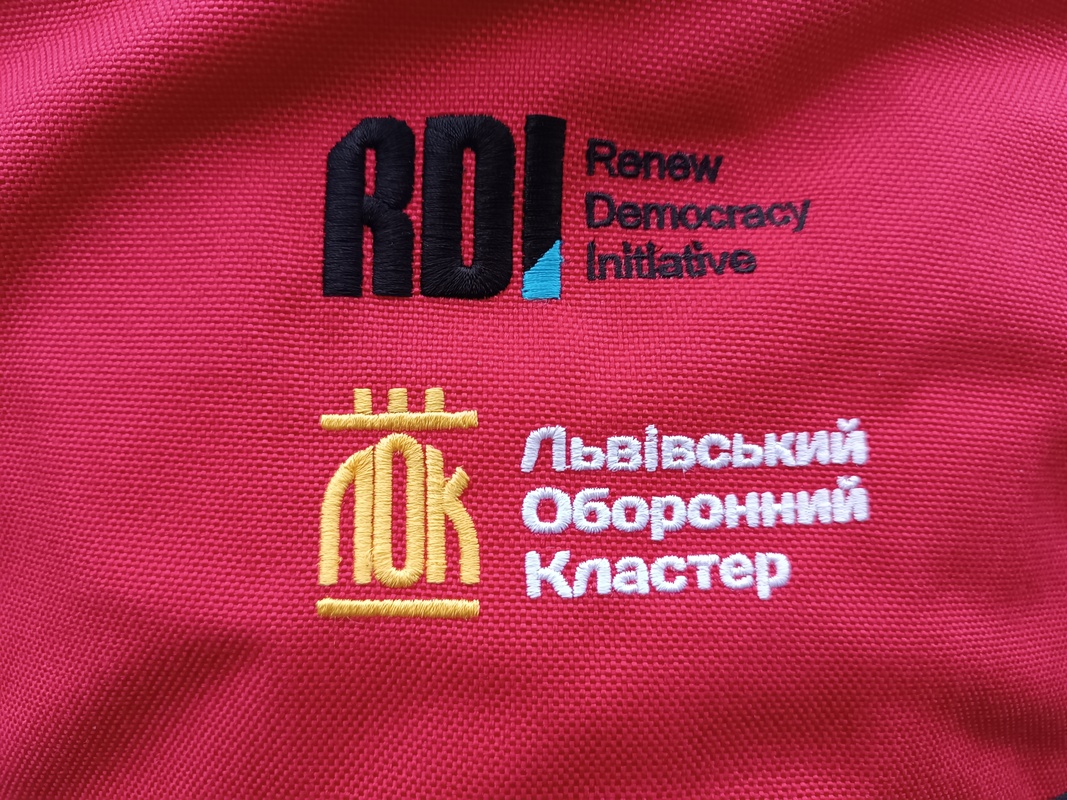 RDI
Renew
Democracy
Initiative
ЛОК
Львівський
Оборонний
Кластер